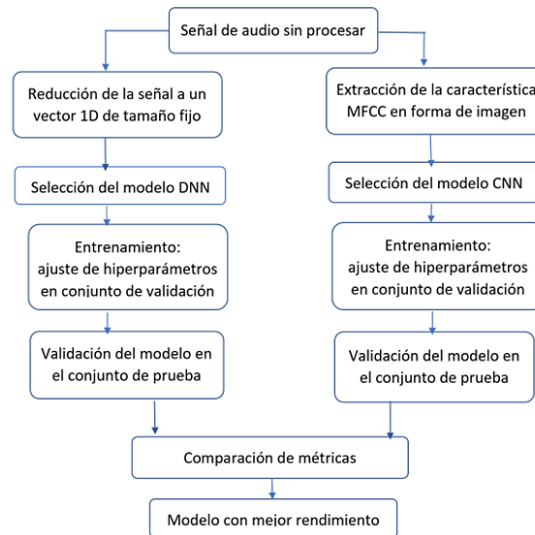 Señal de audio sin procesar
Reducción de la señal a un
vector 1D de tamaño fijo
Selección del modelo DNN
Entrenamiento:
ajuste de hiperparámetros
en conjunto de validación
Validación del modelo en
el conjunto de prueba
Extracción de la característica
MFCC en forma de imagen
Selección del modelo CNN
Entrenamiento:
ajuste de hiperparámetros
en conjunto de validación
Validación del modelo en
el conjunto de prueba
Comparación de métricas
Modelo con mejor rendimiento